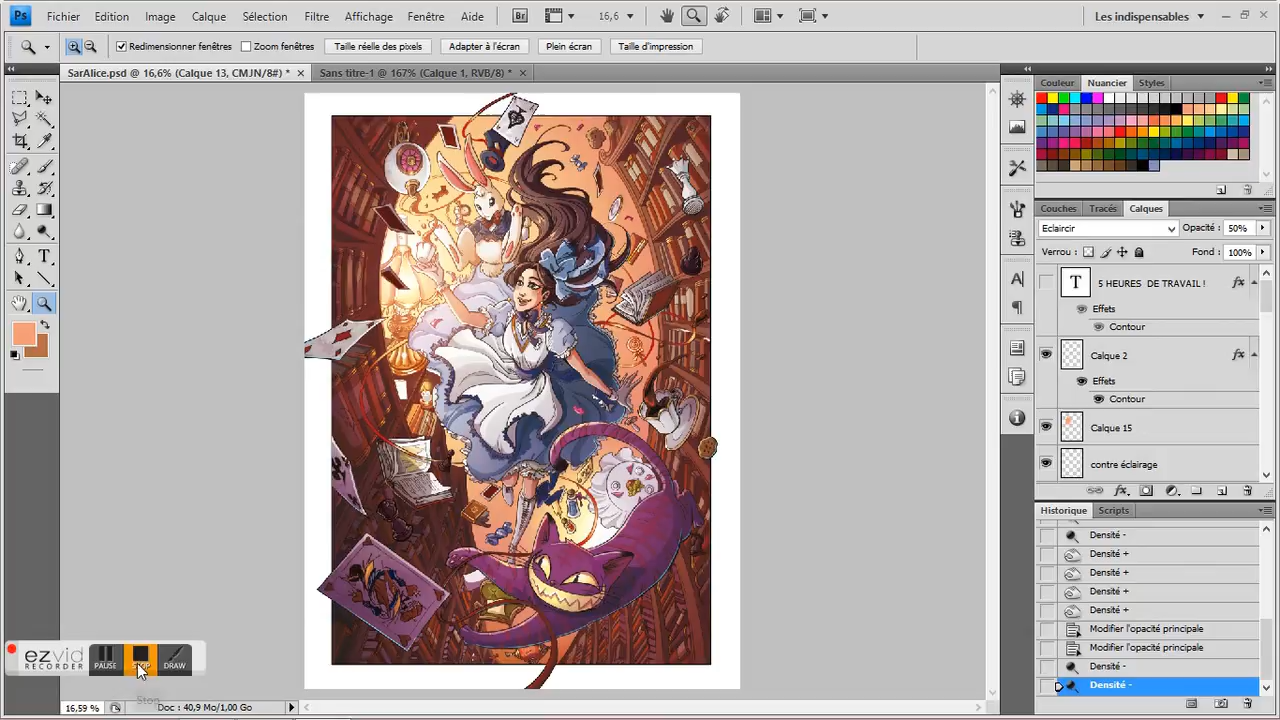 Ps Fichier Edition Image Calque Sélection Filtre Affichage Fenêtre Aide Br 16,6 Les indispensables
Redimensionner fenêtres Zoom fenêtres Taille réelle des pixels Adapter à l'écran Plein écran Taille d'impression
SarAlice.psd @ 16,6% (Calque 13, CMJN/8#) * Sans titre-1 @ 167% (Calque 1, RVB/8) *
Couleur Nuancier Styles
Couches Tracés Calques
Eclaircir Opacité : 50%
Verrou : Fond : 100%
T 5 HEURES DE TRAVAIL ! fx
Effets
Contour
Calque 2 fx
Effets
Contour
Calque 15
contre éclairage
Historique Scripts
Densité -
Densité +
Densité +
Densité +
Densité +
Modifier l'opacité principale
Modifier l'opacité principale
Densité -
Densité -
ezvid
RECORDER
PAUSE STOP DRAW
Stop
16,59 % Doc : 40,9 Mo/1,00 Go